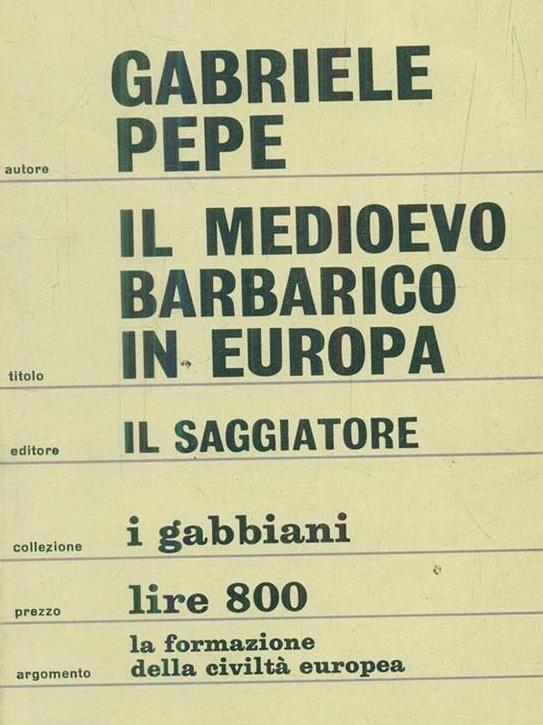 GABRIELE
autore PEPE
IL MEDIOEVO
BARBARICO
titolo IN EUROPA
editore IL SAGGIATORE
collezione i gabbiani
prezzo lire 800
la formazione
argomento della civiltà europea